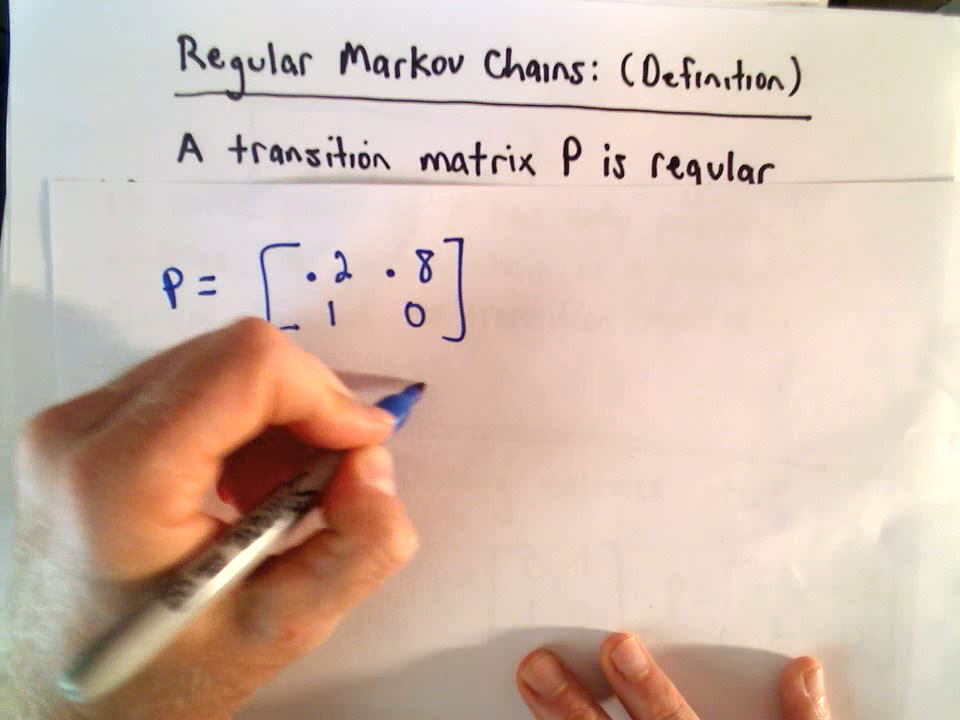 Regular Markov Chains: (Definition)
A transition matrix P is regular
P = [ .2 .8
1 0 ]